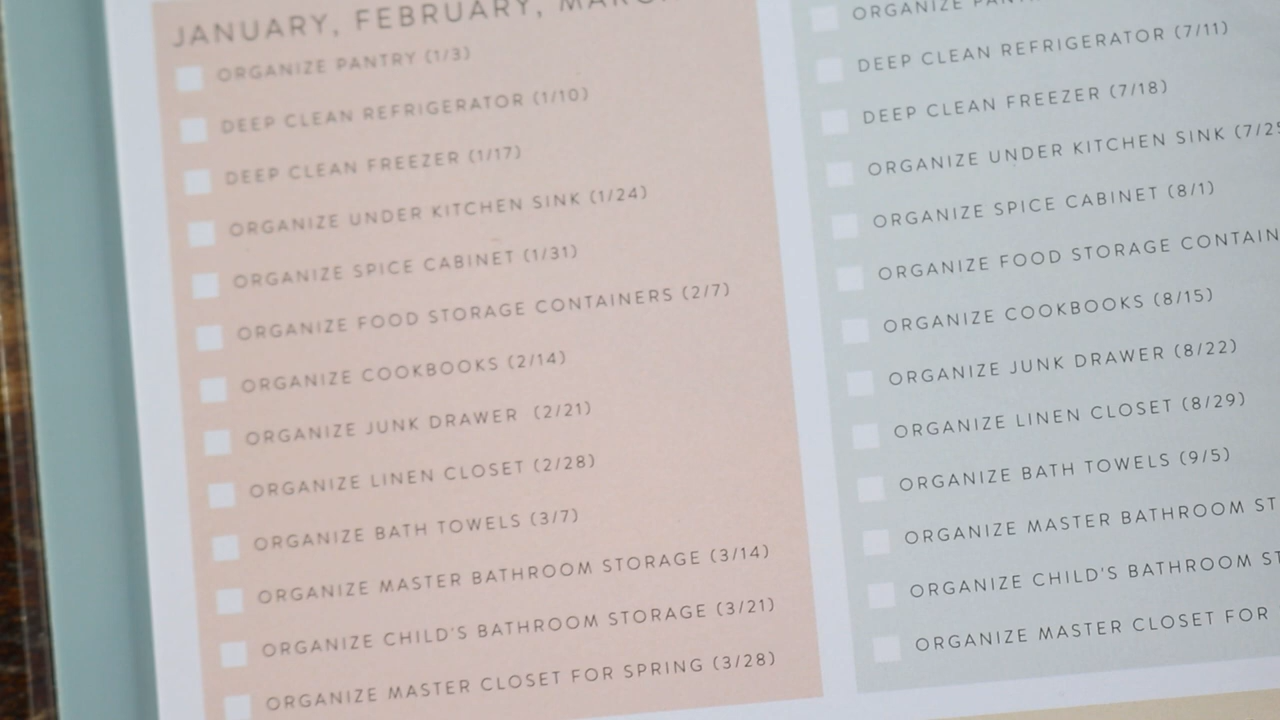 JANUARY, FEBRUARY,
ORGANIZE PANTRY (1/3)
DEEP CLEAN REFRIGERATOR (1/10)
DEEP CLEAN FREEZER (1/17)
ORGANIZE UNDER KITCHEN SINK (1/24)
ORGANIZE SPICE CABINET (1/31)
ORGANIZE FOOD STORAGE CONTAINERS (2/7)
ORGANIZE COOKBOOKS (2/14)
ORGANIZE JUNK DRAWER (2/21)
ORGANIZE LINEN CLOSET (2/28)
ORGANIZE BATH TOWELS (3/7)
ORGANIZE MASTER BATHROOM STORAGE (3/14)
ORGANIZE CHILD'S BATHROOM STORAGE (3/21)
ORGANIZE MASTER CLOSET FOR SPRING (3/28)
ORGANIZE
DEEP CLEAN REFRIGERATOR (7/11)
DEEP CLEAN FREEZER (7/18)
ORGANIZE UNDER KITCHEN SINK (7/25
ORGANIZE SPICE CABINET (8/1)
ORGANIZE FOOD STORAGE CONTAIN
ORGANIZE COOKBOOKS (8/15)
ORGANIZE JUNK DRAWER (8/22)
ORGANIZE LINEN CLOSET (8/29)
ORGANIZE BATH TOWELS (9/5)
ORGANIZE MASTER BATHROOM ST
ORGANIZE CHILD'S BATHROOM ST
ORGANIZE MASTER CLOSET FOR